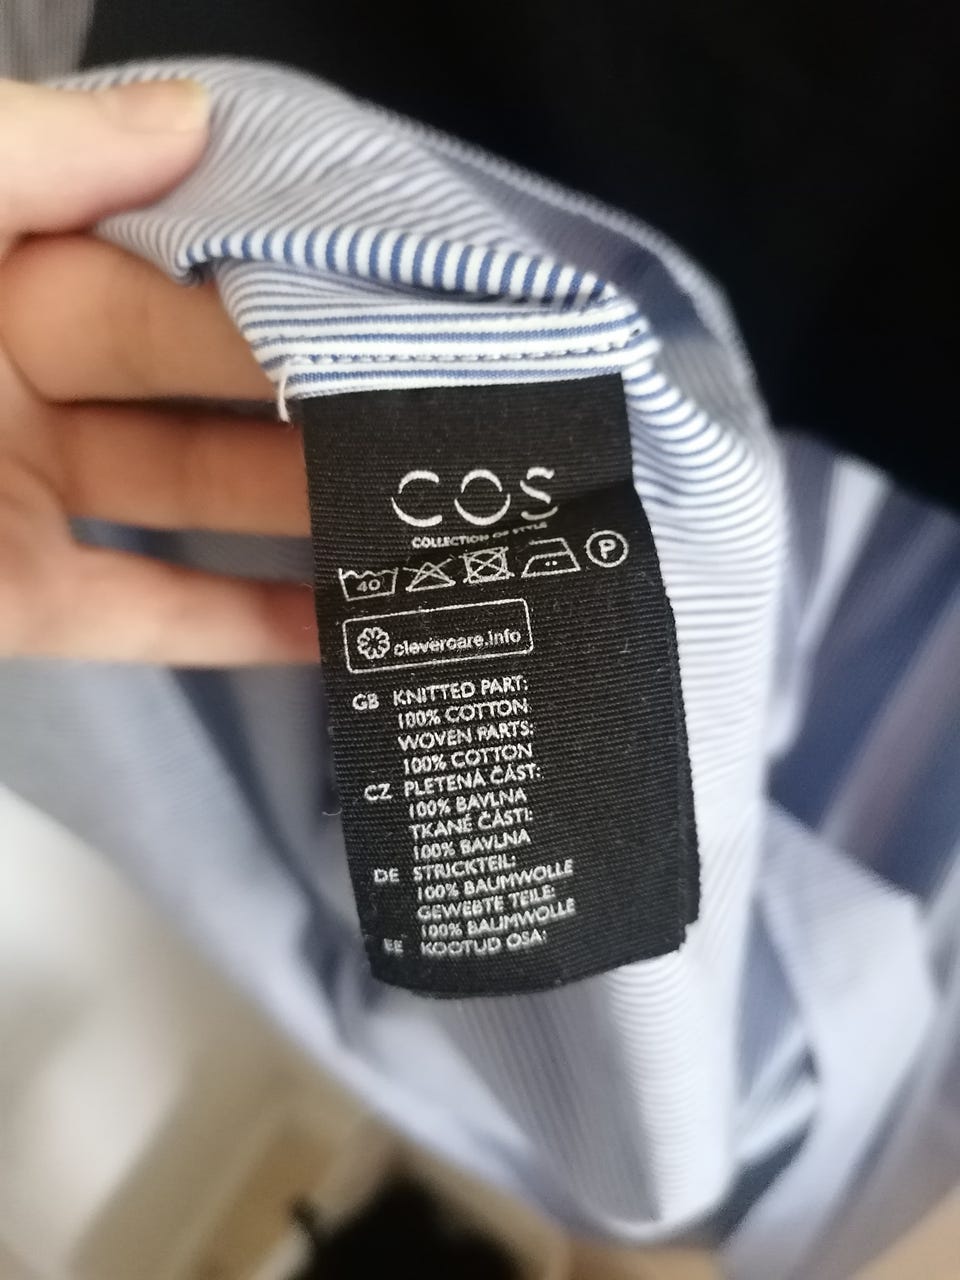 COS
COLLECTION OF STYLE
40 P
clevercare.info
GB KNITTED PART:
100% COTTON
WOVEN PARTS:
100% COTTON
CZ PLETENÁ ČÁST:
100% BAVLNA
TKANÉ ČÁSTI:
100% BAVLNA
DE STRICKTEIL:
100% BAUMWOLLE
GEWEBTE TEILE:
100% BAUMWOLLE
EE KOOTUD OSA: